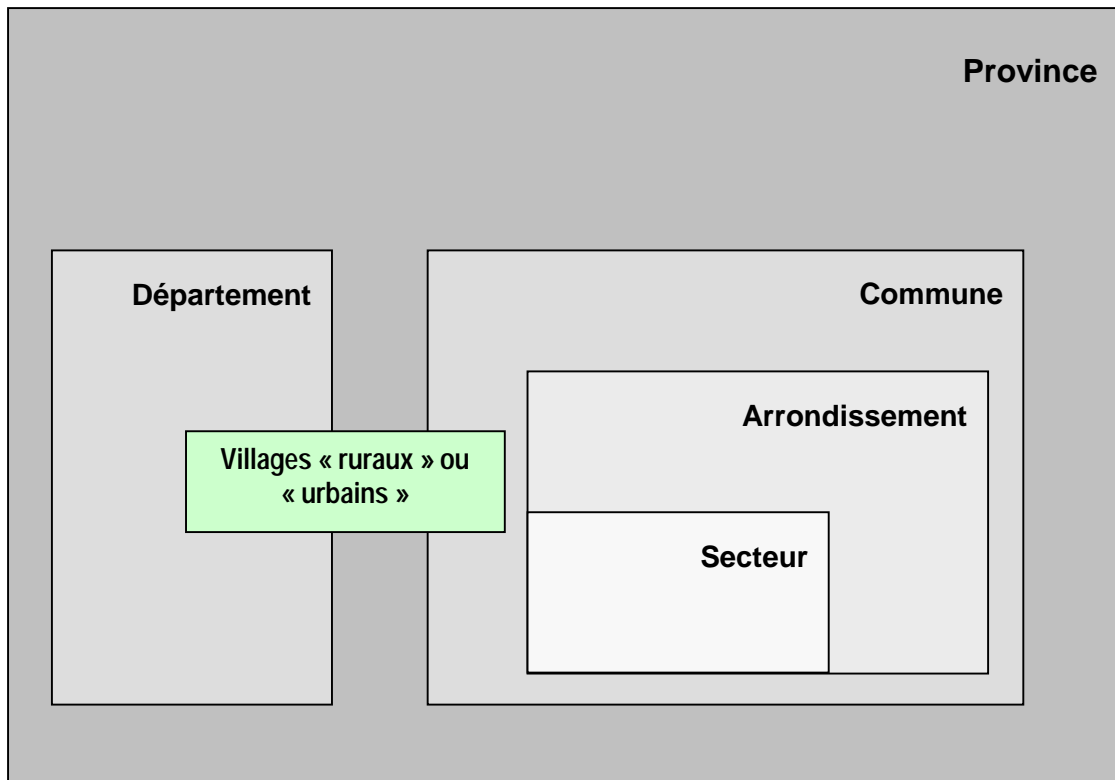 Province
Département
Commune
Arrondissement
Villages « ruraux » ou
« urbains »
Secteur